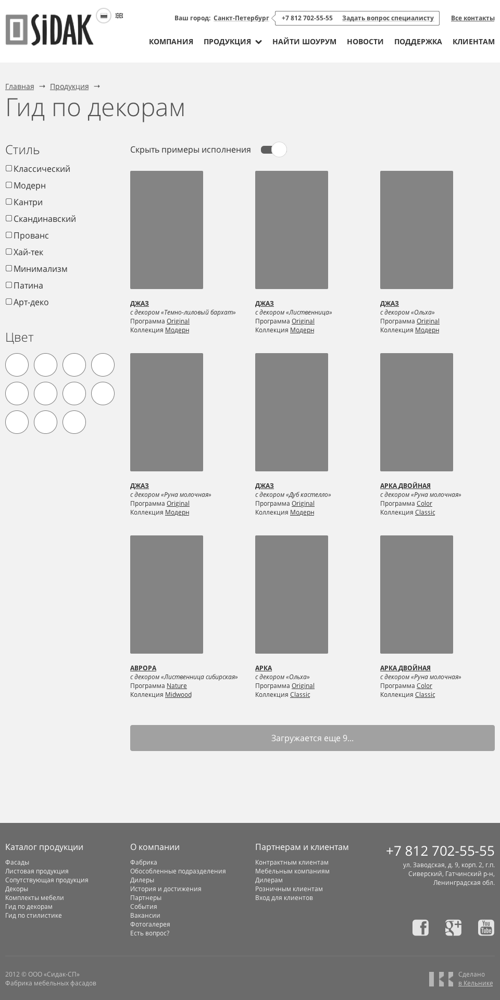 SiDAK
Ваш город: Санкт-Петербург
+7 812 702-55-55 Задать вопрос специалисту
Все контакты
КОМПАНИЯ ПРОДУКЦИЯ НАЙТИ ШОУРУМ НОВОСТИ ПОДДЕРЖКА КЛИЕНТАМ
Главная → Продукция →
Гид по декорам
Стиль
Классический
Модерн
Кантри
Скандинавский
Прованс
Хай-тек
Минимализм
Патина
Арт-деко
Цвет
Скрыть примеры исполнения
ДЖАЗ
с декором «Темно-лиловый бархат»
Программа Original
Коллекция Модерн
ДЖАЗ
с декором «Лиственница»
Программа Original
Коллекция Модерн
ДЖАЗ
с декором «Ольха»
Программа Original
Коллекция Модерн
ДЖАЗ
с декором «Руна молочная»
Программа Original
Коллекция Модерн
ДЖАЗ
с декором «Дуб кастелло»
Программа Original
Коллекция Модерн
АРКА ДВОЙНАЯ
с декором «Руна молочная»
Программа Color
Коллекция Classic
АВРОРА
с декором «Лиственница сибирская»
Программа Nature
Коллекция Midwood
АРКА
с декором «Ольха»
Программа Original
Коллекция Classic
АРКА ДВОЙНАЯ
с декором «Руна молочная»
Программа Color
Коллекция Classic
Загружается еще 9...
Каталог продукции
Фасады
Листовая продукция
Сопутствующая продукция
Декоры
Комплекты мебели
Гид по декорам
Гид по стилистике
О компании
Фабрика
Обособленные подразделения
Дилеры
История и достижения
Партнеры
События
Вакансии
Фотогалерея
Есть вопрос?
Партнерам и клиентам
Контрактным клиентам
Мебельным компаниям
Дилерам
Розничным клиентам
Вход для клиентов
+7 812 702-55-55
ул. Заводская, д. 9, корп. 2, г.п.
Сиверский, Гатчинский р-н,
Ленинградская обл.
You
Tube
2012 © ООО «Сидак-СП»
Фабрика мебельных фасадов
Сделано
в Кельнике